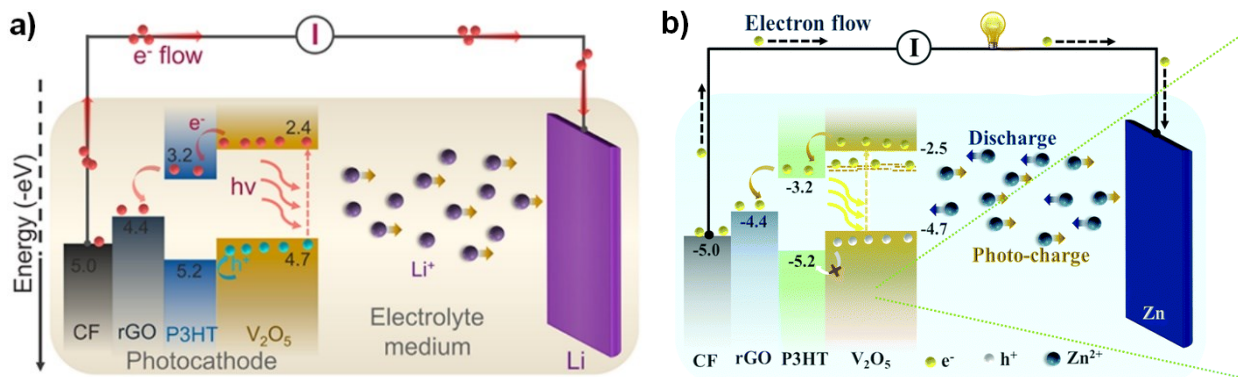 a)
e⁻ flow
I
Energy (-eV)
e⁻
2.4
3.2
hν
4.4
5.0
5.2
h⁺
4.7
Li⁺
CF
rGO
P3HT
V₂O₅
Photocathode
Electrolyte
medium
Li
b)
Electron flow
I
-2.5
Discharge
-3.2
-4.4
-4.7
-5.0
-5.2
Photo-charge
Zn
CF
rGO
P3HT
V₂O₅
e⁻
h⁺
Zn²⁺